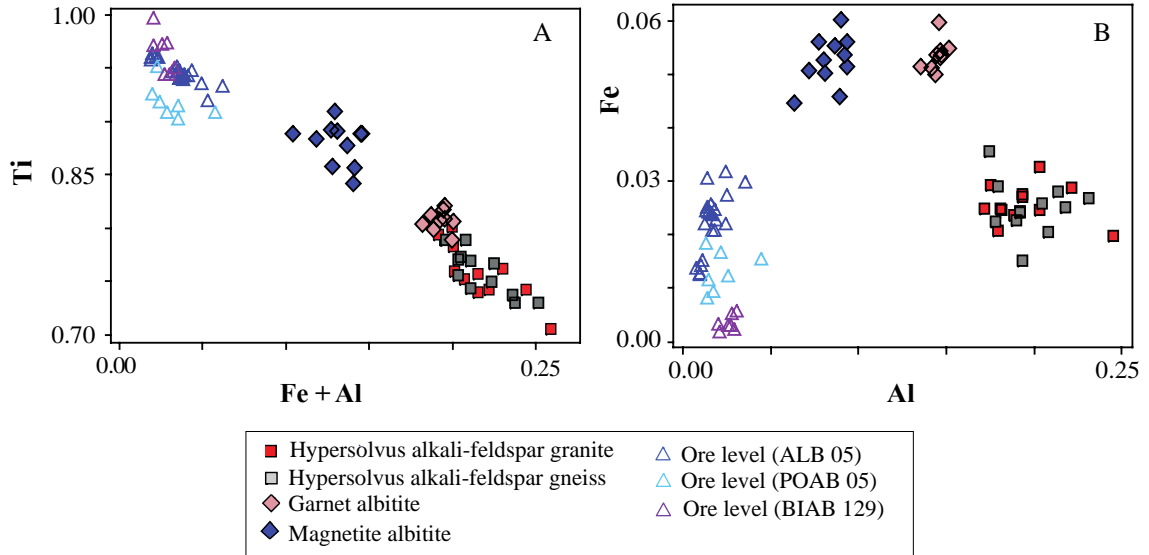 A
1.00
0.85
0.70
Ti
0.00
0.25
Fe + Al
B
0.06
0.03
0.00
Fe
0.00
0.25
Al
Hypersolvus alkali-feldspar granite
Hypersolvus alkali-feldspar gneiss
Garnet albitite
Magnetite albitite
Ore level (ALB 05)
Ore level (POAB 05)
Ore level (BIAB 129)